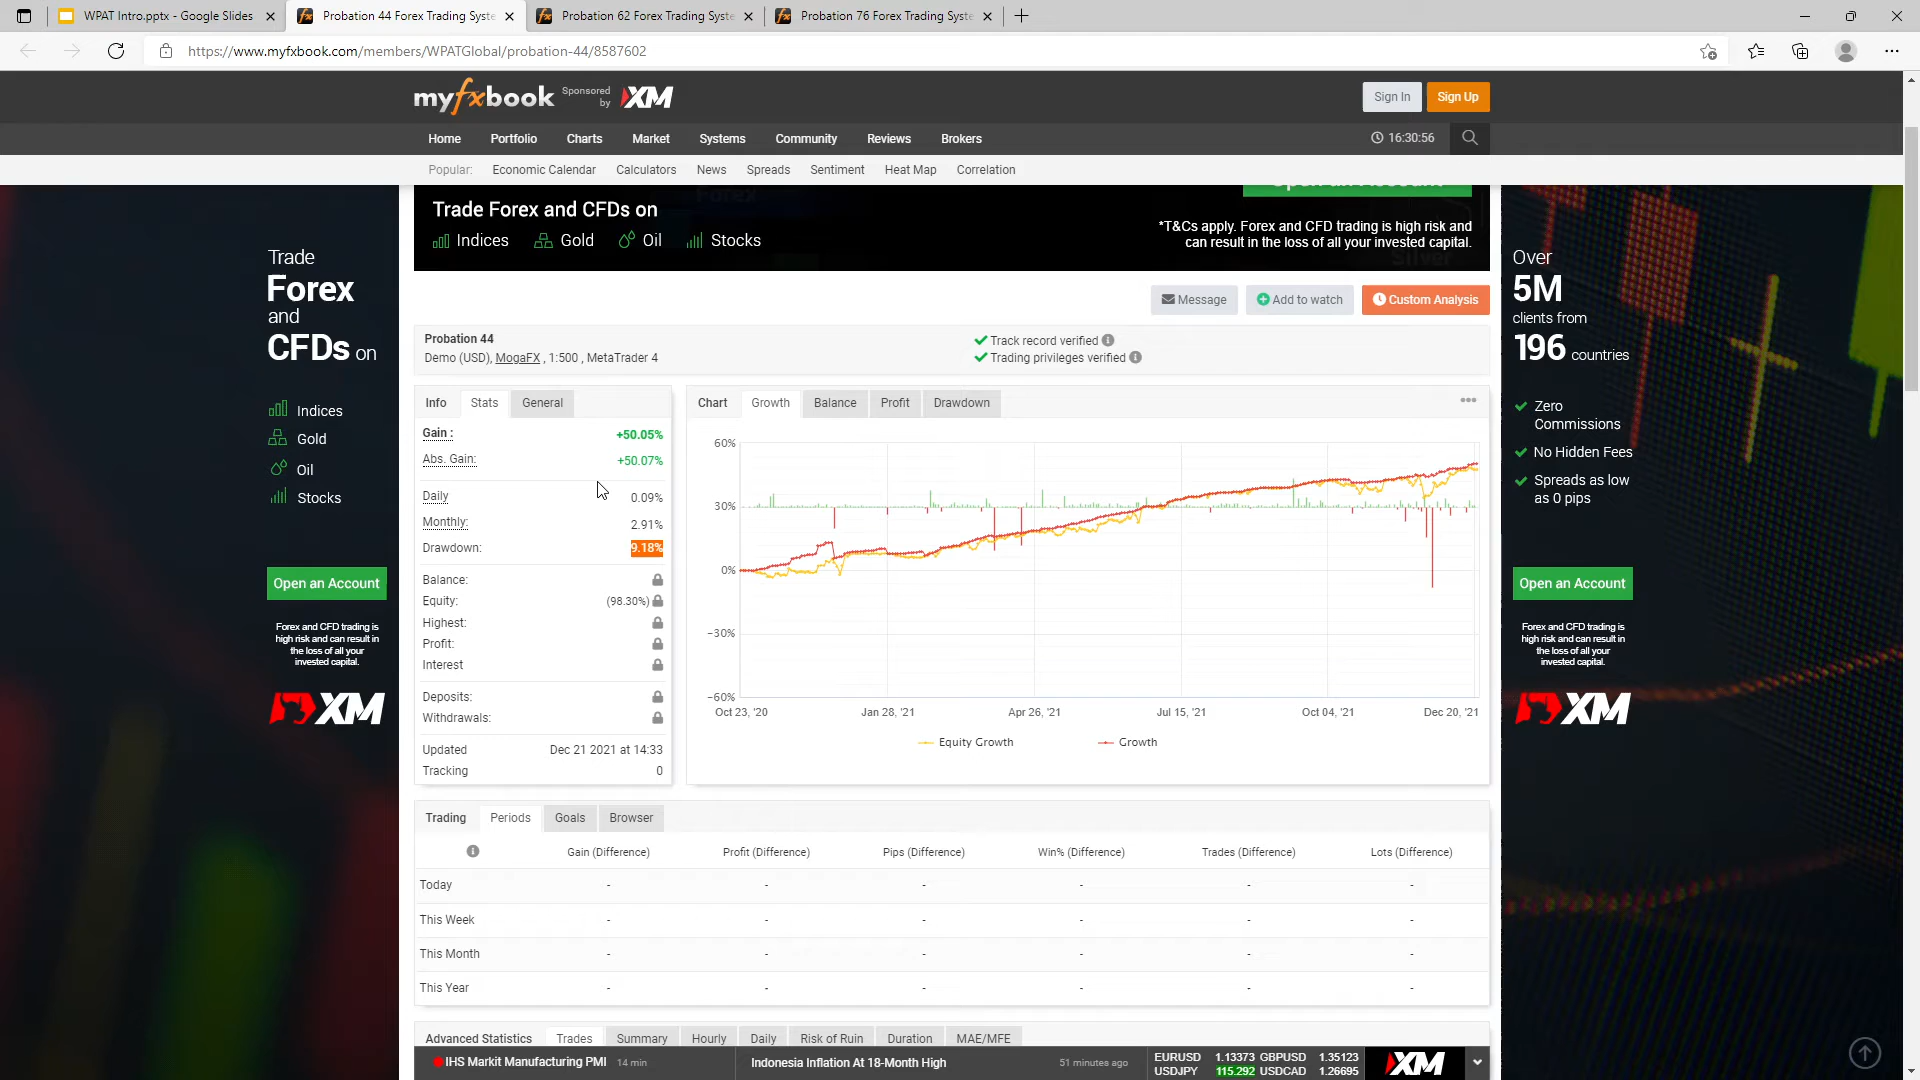 WPAT Intro.pptx - Google Slides
Probation 44 Forex Trading Syste
Probation 62 Forex Trading Syste
Probation 76 Forex Trading Syste
https://www.myfxbook.com/members/WPATGlobal/probation-44/8587602
myfxbook Sponsored by XM
Sign In Sign Up
Home Portfolio Charts Market Systems Community Reviews Brokers 16:30:56
Popular: Economic Calendar Calculators News Spreads Sentiment Heat Map Correlation
Trade Forex and CFDs on
Indices Gold Oil Stocks
*T&Cs apply. Forex and CFD trading is high risk and
can result in the loss of all your invested capital.
Trade
Forex
and
CFDs on
Indices
Gold
Oil
Stocks
Open an Account
Forex and CFD trading is
high risk and can result in
the loss of all your
invested capital.
XM
Message Add to watch Custom Analysis
Probation 44
Demo (USD), MogaFX , 1:500 , MetaTrader 4
Track record verified
Trading privileges verified
Info Stats General
Gain : +50.05%
Abs. Gain: +50.07%
Daily 0.09%
Monthly: 2.91%
Drawdown: 9.18%
Balance:
Equity: (98.30%)
Highest:
Profit:
Interest
Deposits:
Withdrawals:
Updated Dec 21 2021 at 14:33
Tracking 0
Chart Growth Balance Profit Drawdown
60%
30%
0%
-30%
-60%
Oct 23, '20 Jan 28, '21 Apr 26, '21 Jul 15, '21 Oct 04, '21 Dec 20, '21
Equity Growth Growth
Trading Periods Goals Browser
Gain (Difference) Profit (Difference) Pips (Difference) Win% (Difference) Trades (Difference) Lots (Difference)
Today - - - - - -
This Week - - - - - -
This Month - - - - - -
This Year - - - - - -
Advanced Statistics Trades Summary Hourly Daily Risk of Ruin Duration MAE/MFE
IHS Markit Manufacturing PMI 14 min
Indonesia Inflation At 18-Month High 51 minutes ago
EURUSD 1.13373 GBPUSD 1.35123
USDJPY 115.292 USDCAD 1.26695
XM
Over
5M
clients from
196 countries
Zero
Commissions
No Hidden Fees
Spreads as low
as 0 pips
Open an Account
Forex and CFD trading is
high risk and can result in
the loss of all your
invested capital.
XM